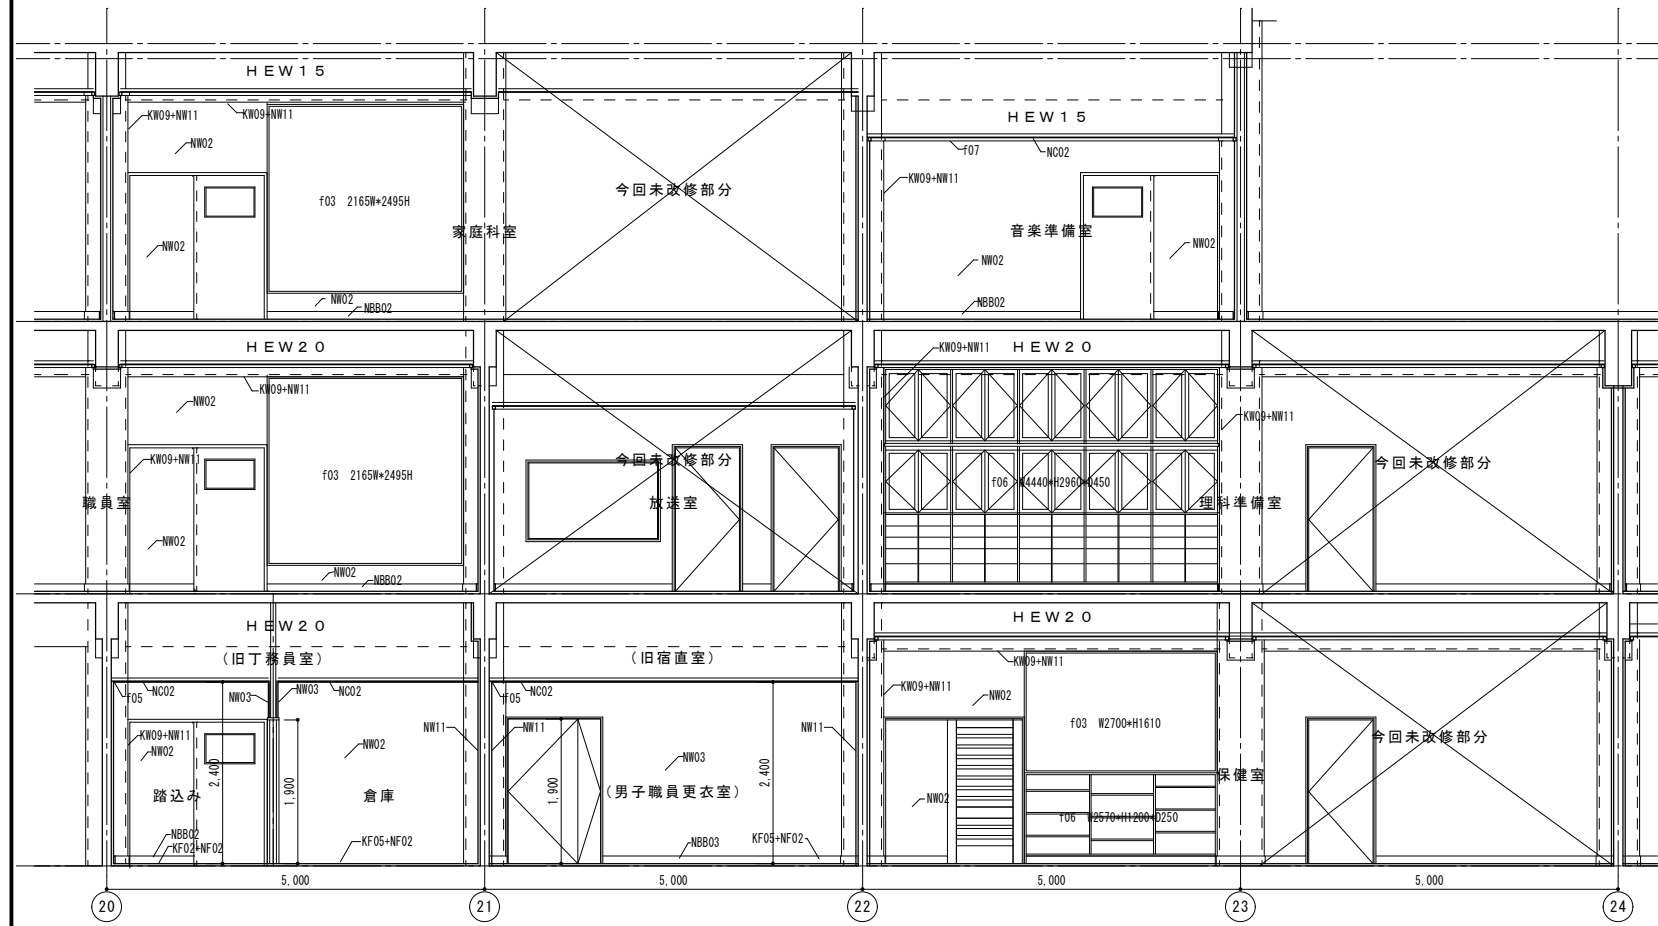 HEW15
HEW15
KW09+NW11
KW09+NW11
NW02
f07
NC02
KW09+NW11
今回未改修部分
f03 2165W*2495H
家庭科室
音楽準備室
NW02
NW02
NW02
NW02
NBB02
NBB02
HEW20
KW09+NW11
HEW20
KW09+NW11
NW02
KW09+NW11
KW09+NW11
今回未改修部分
今回未改修部分
f03 2165W*2495H
f06 W4440*H2960*D450
職員室
放送室
理科準備室
NW02
NW02
NBB02
HEW20
HEW20
(旧丁務員室)
(旧宿直室)
KW09+NW11
f05
NC02
NW03
NW03
NC02
f05
NC02
KW09+NW11
NW02
NW11
NW11
NW11
f03 W2700*H1610
KW09+NW11
NW02
NW02
NW03
今回未改修部分
2,400
1,900
1,900
2,400
踏込み
倉庫
(男子職員更衣室)
保健室
NW02
f06 W2570*H1200*D250
NBB02
KF02+NF02
KF05+NF02
NBB03
KF05+NF02
5,000
5,000
5,000
5,000
20
21
22
23
24